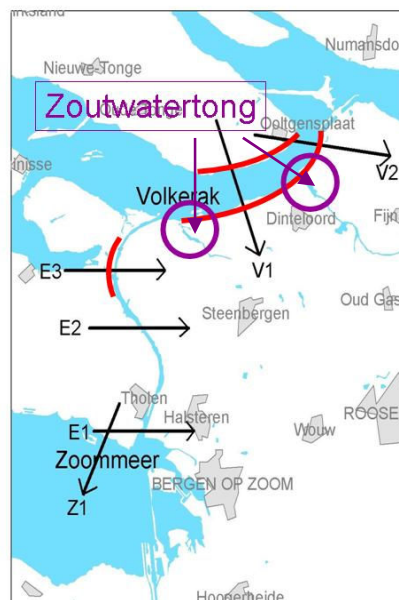 Nieuwe-Tonge
Numansdo
Zoutwatertong
Ooltgensplaat
nisse
V2
Volkerak
Dinteloord
Fijn
E3
V1
Oud Gas
E2
Steenbergen
Tholen
Halsteren
ROOSE
E1
Wouw
Zoommeer
BERGEN OP ZOOM
Z1